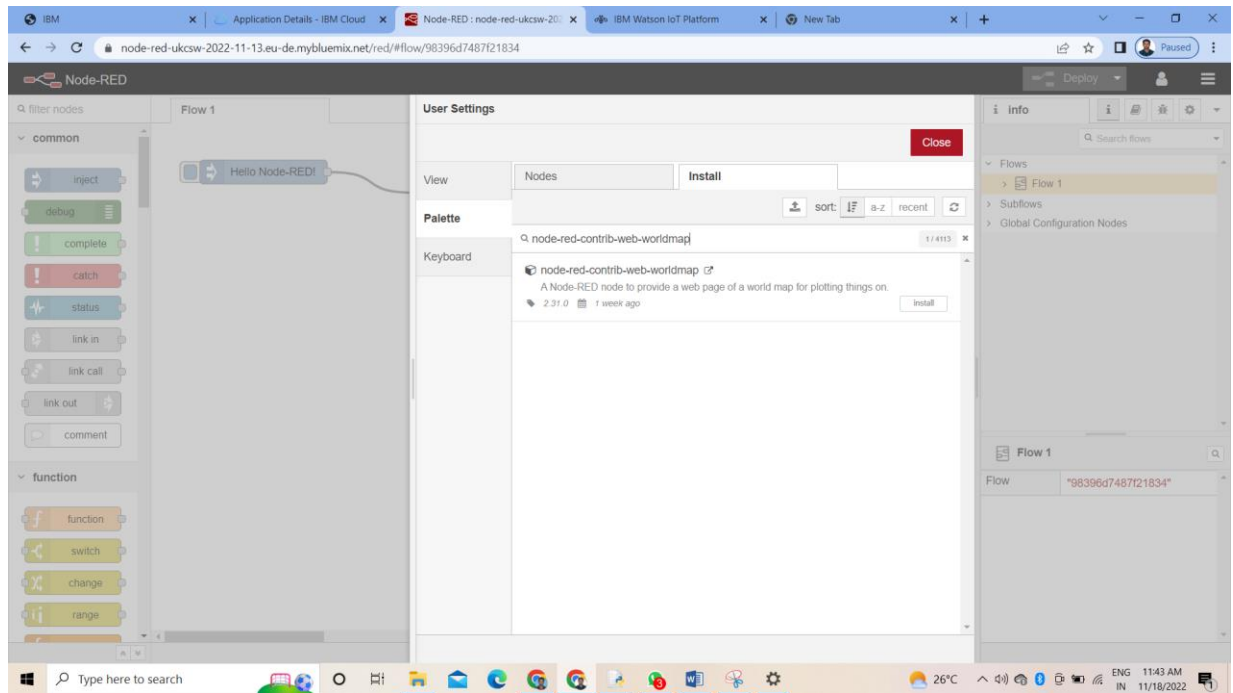 IBM
Application Details - IBM Cloud
Node-RED : node-red-ukcsw-202
IBM Watson IoT Platform
New Tab
node-red-ukcsw-2022-11-13.eu-de.mybluemix.net/red/#flow/98396d7487f21834
Paused
Node-RED
Deploy
filter nodes
Flow 1
User Settings
info
Close
Search flows
common
inject
debug
complete
catch
status
link in
link call
link out
comment
function
function
switch
change
range
Hello Node-RED!
View
Palette
Keyboard
Nodes
Install
sort:
a-z
recent
node-red-contrib-web-worldmap
1 / 4113
node-red-contrib-web-worldmap
A Node-RED node to provide a web page of a world map for plotting things on.
2.31.0 1 week ago
install
Flows
Flow 1
Subflows
Global Configuration Nodes
Flow 1
Flow "98396d7487f21834"
Type here to search
26°C
ENG
IN
11:43 AM
11/18/2022